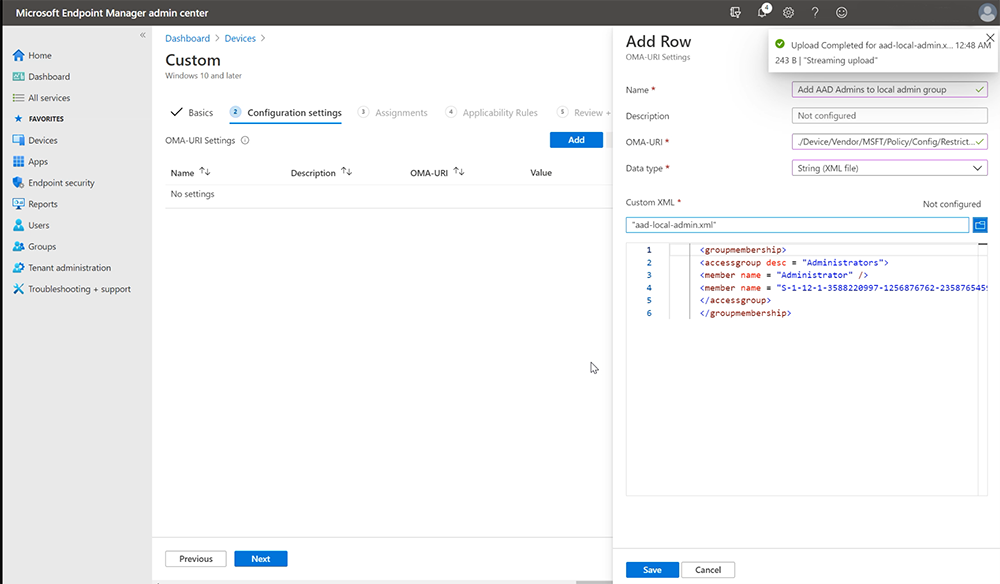 Microsoft Endpoint Manager admin center
4
Home
Dashboard
All services
FAVORITES
Devices
Apps
Endpoint security
Reports
Users
Groups
Tenant administration
Troubleshooting + support
Dashboard > Devices >
Custom
Windows 10 and later
Basics
2 Configuration settings
3 Assignments
4 Applicability Rules
5 Review +
OMA-URI Settings
Add
Name Description OMA-URI Value
No settings
Previous
Next
Add Row
OMA-URI Settings
Upload Completed for aad-local-admin.x... 12:48 AM
243 B | "Streaming upload"
Name * Add AAD Admins to local admin group
Description Not configured
OMA-URI * ./Device/Vendor/MSFT/Policy/Config/Restrict...
Data type * String (XML file)
Custom XML * Not configured
"aad-local-admin.xml"
1 <groupmembership>
2 <accessgroup desc = "Administrators">
3 <member name = "Administrator" />
4 <member name = "S-1-12-1-3588220997-1256876762-2358765459
5 </accessgroup>
6 </groupmembership>
Save
Cancel